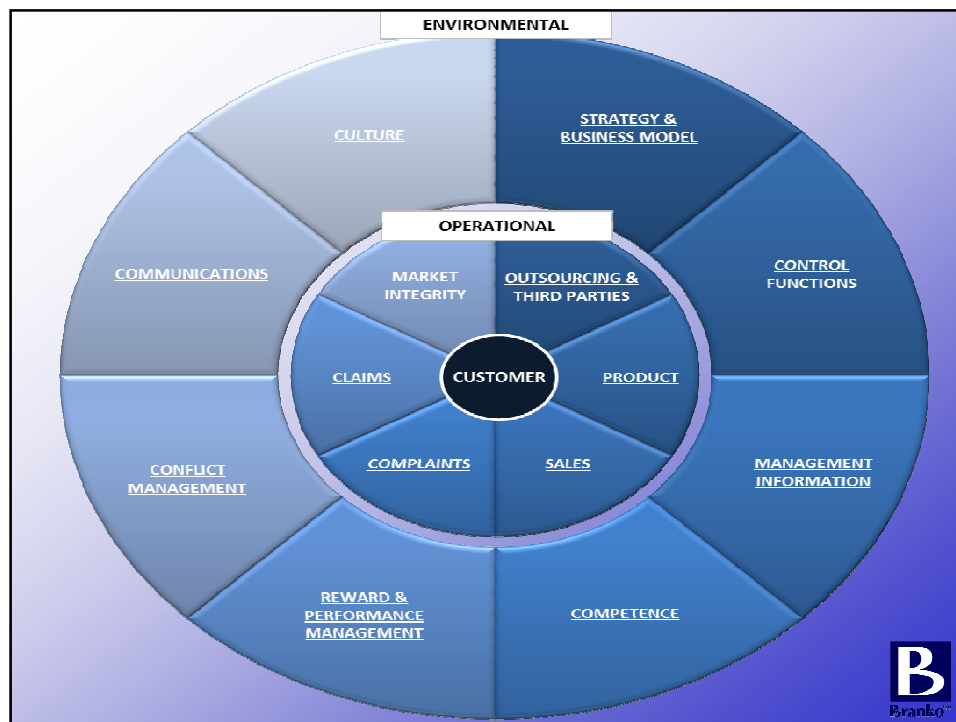 ENVIRONMENTAL
CULTURE
STRATEGY &
BUSINESS MODEL
COMMUNICATIONS
CONTROL
FUNCTIONS
OPERATIONAL
MARKET
INTEGRITY
OUTSOURCING &
THIRD PARTIES
CLAIMS
CUSTOMER
PRODUCT
COMPLAINTS
SALES
CONFLICT
MANAGEMENT
MANAGEMENT
INFORMATION
REWARD &
PERFORMANCE
MANAGEMENT
COMPETENCE
B
Branko™